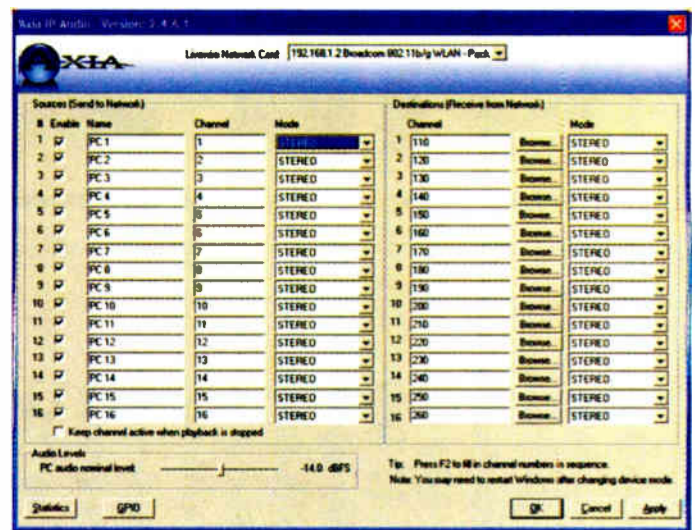 Axia IP Audio Version: 2.4.6.1
AXIA
Livewire Network Card 192.168.1.2 Broadcom 802.11b/g WLAN - Pack
Sources (Send to Network)
# Enable Name Channel Mode
1 PC 1 1 STEREO
2 PC 2 2 STEREO
3 PC 3 3 STEREO
4 PC 4 4 STEREO
5 PC 5 5 STEREO
6 PC 6 6 STEREO
7 PC 7 7 STEREO
8 PC 8 8 STEREO
9 PC 9 9 STEREO
10 PC 10 10 STEREO
11 PC 11 11 STEREO
12 PC 12 12 STEREO
13 PC 13 13 STEREO
14 PC 14 14 STEREO
15 PC 15 15 STEREO
16 PC 16 16 STEREO
Keep channel active when playback is stopped
Destinations (Receive from Network)
Channel Mode
1 110 Browse... STEREO
2 120 Browse... STEREO
3 130 Browse... STEREO
4 140 Browse... STEREO
5 150 Browse... STEREO
6 160 Browse... STEREO
7 170 Browse... STEREO
8 180 Browse... STEREO
9 190 Browse... STEREO
10 200 Browse... STEREO
11 210 Browse... STEREO
12 220 Browse... STEREO
13 230 Browse... STEREO
14 240 Browse... STEREO
15 250 Browse... STEREO
16 260 Browse... STEREO
Audio Levels
PC audio nominal level: -14.0 dBFS
Tip: Press F2 to fill in channel numbers in sequence.
Note: You may need to restart Windows after changing device mode.
Statistics GPIO OK Cancel Apply